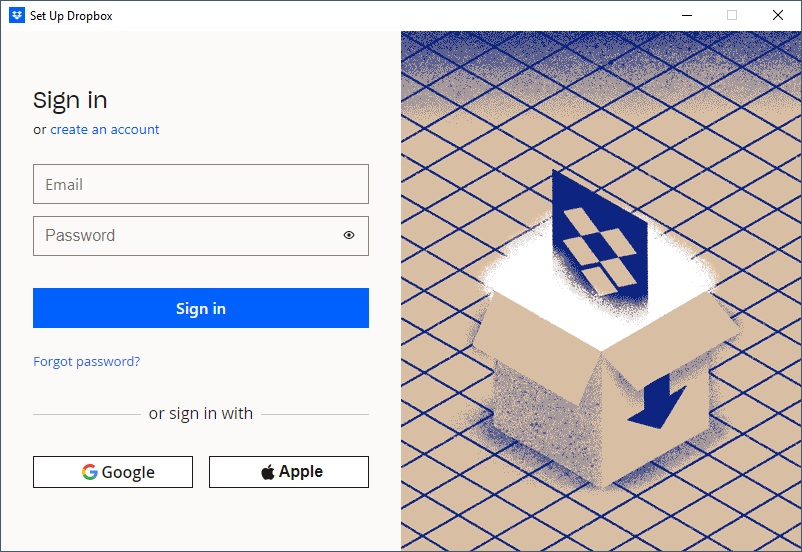 Set Up Dropbox
Sign in
or create an account
Email
Password
Sign in
Forgot password?
or sign in with
Google
Apple